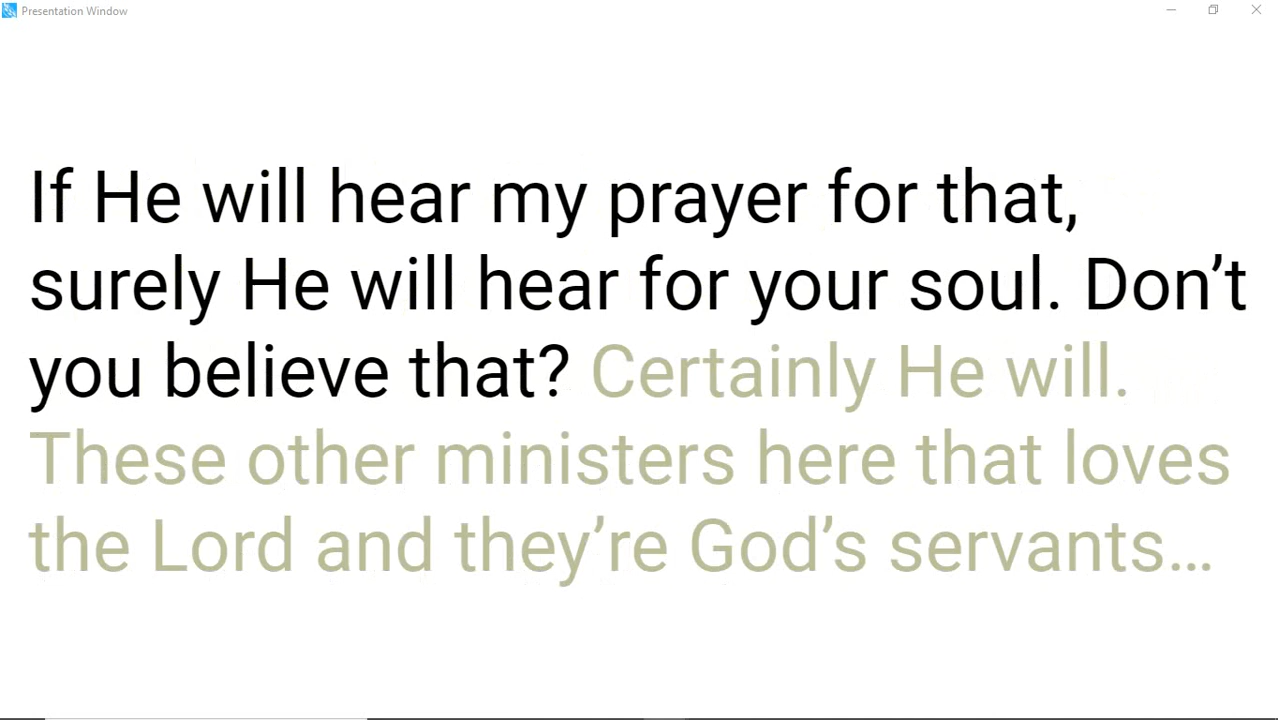 Presentation Window
If He will hear my prayer for that,
surely He will hear for your soul. Don’t
you believe that? Certainly He will.
These other ministers here that loves
the Lord and they’re God’s servants…